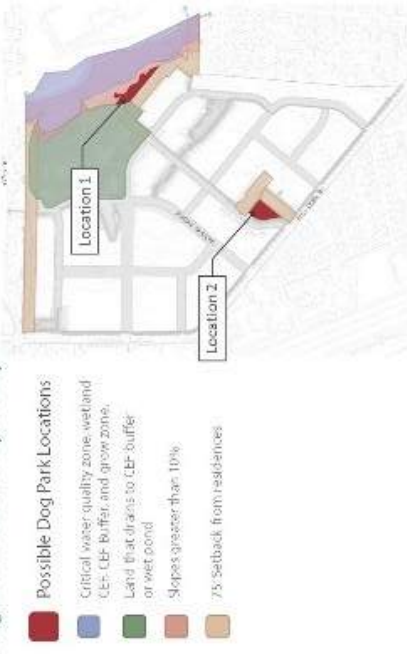 Possible Dog Park Locations
Critical water quality zone, wetland
CEF, CEF Buffer, and grow zone.
Land that drains to CEF buffer
or wet pond
Slopes greater than 10%
75' Setback from residences
Location 1
Location 2